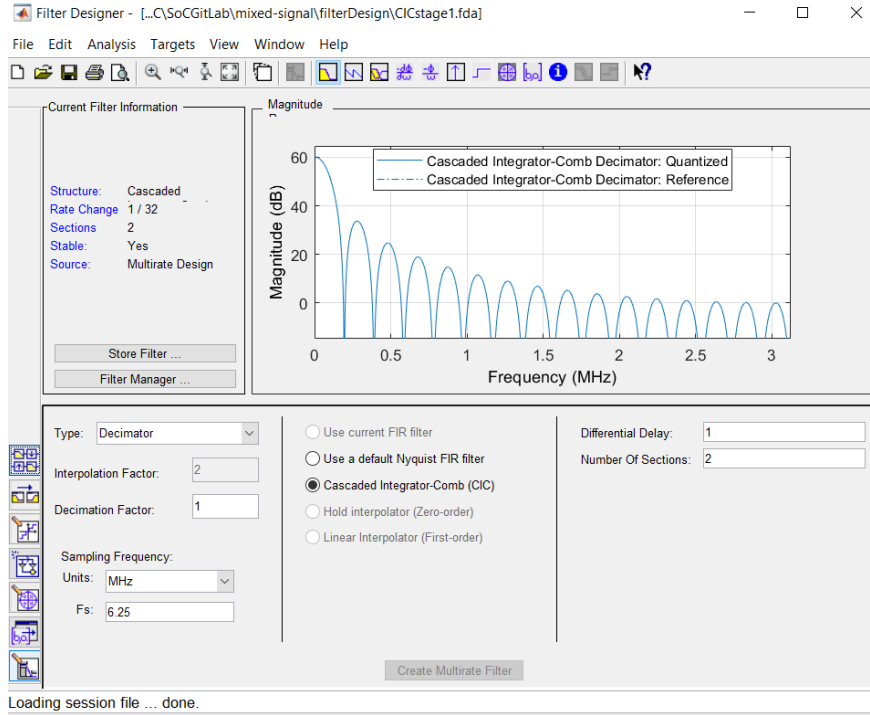 Filter Designer - [...C\SoCGitLab\mixed-signal\filterDesign\CICstage1.fda]
File Edit Analysis Targets View Window Help
Current Filter Information
Structure: Cascaded
Rate Change 1 / 32
Sections 2
Stable: Yes
Source: Multirate Design
Store Filter ...
Filter Manager ...
Magnitude
Cascaded Integrator-Comb Decimator: Quantized
Cascaded Integrator-Comb Decimator: Reference
Magnitude (dB)
60
40
20
0
0 0.5 1 1.5 2 2.5 3
Frequency (MHz)
Type: Decimator
Interpolation Factor: 2
Decimation Factor: 1
Sampling Frequency:
Units: MHz
Fs: 6.25
Use current FIR filter
Use a default Nyquist FIR filter
Cascaded Integrator-Comb (CIC)
Hold interpolator (Zero-order)
Linear Interpolator (First-order)
Differential Delay: 1
Number Of Sections: 2
Create Multirate Filter
Loading session file ... done.